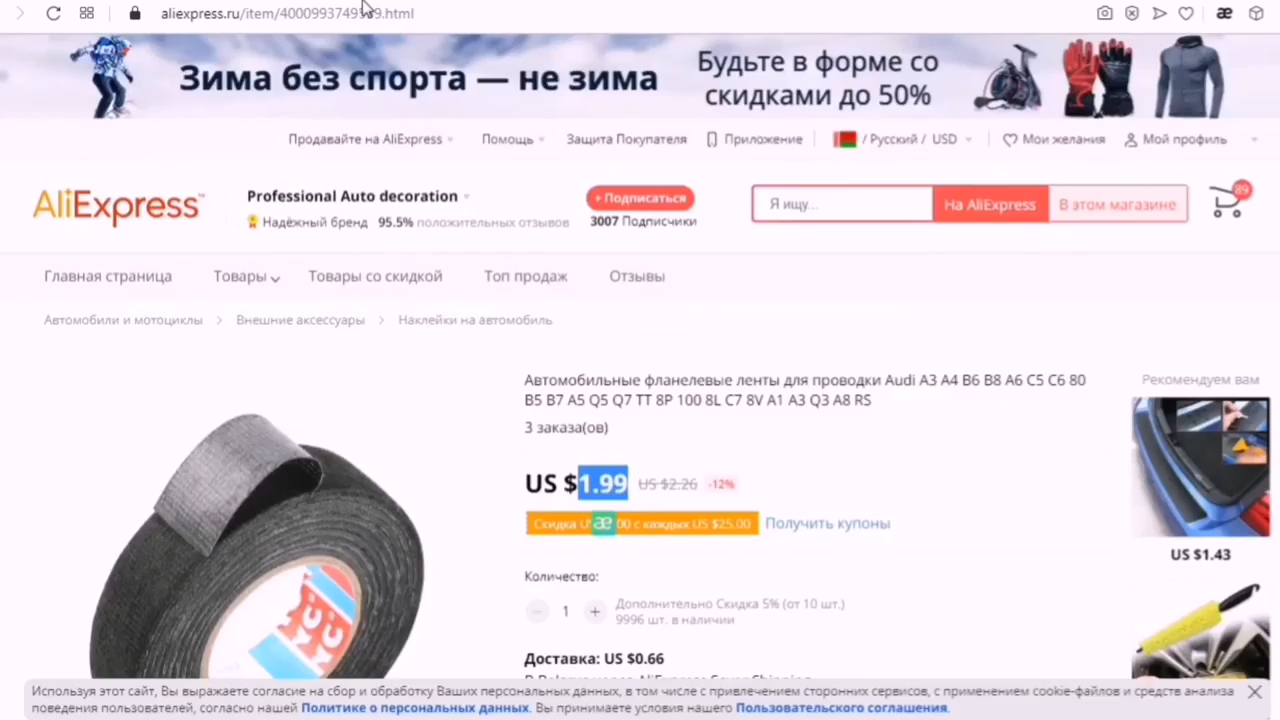 aliexpress.ru/item/4000993749 9.html
Зима без спорта — не зима
Будьте в форме со
скидками до 50%
Продавайте на AliExpress
Помощь
Защита Покупателя
Приложение
/ Русский / USD
Мои желания
Мой профиль
AliExpress™
Professional Auto decoration
+ Подписаться
Надёжный бренд 95.5% положительных отзывов
3007 Подписчики
Я ищу...
На AliExpress
В этом магазине
89
Главная страница
Товары
Товары со скидкой
Топ продаж
Отзывы
Автомобили и мотоциклы > Внешние аксессуары > Наклейки на автомобиль
Автомобильные фланелевые ленты для проводки Audi A3 A4 B6 B8 A6 C5 C6 80
B5 B7 A5 Q5 Q7 TT 8P 100 8L C7 8V A1 A3 Q3 A8 RS
3 заказа(ов)
US $1.99 US $2.26 -12%
Скидка U æ 00 с каждых US $25.00 Получить купоны
Количество:
1
Дополнительно Скидка 5% (от 10 шт.)
9996 шт. в наличии
Доставка: US $0.66
Рекомендуем вам
US $1.43
Используя этот сайт, Вы выражаете согласие на сбор и обработку Ваших персональных данных, в том числе с привлечением сторонних сервисов, с применением cookie-файлов и средств анализа
поведения пользователей, согласно нашей Политике о персональных данных. Вы принимаете условия нашего Пользовательского соглашения.